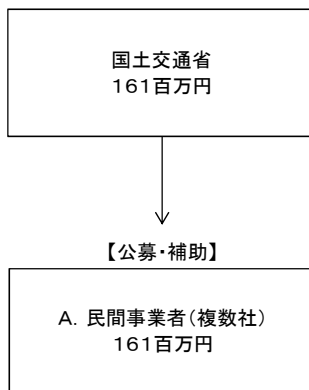 国土交通省
161百万円
【公募・補助】
A. 民間事業者(複数社)
161百万円